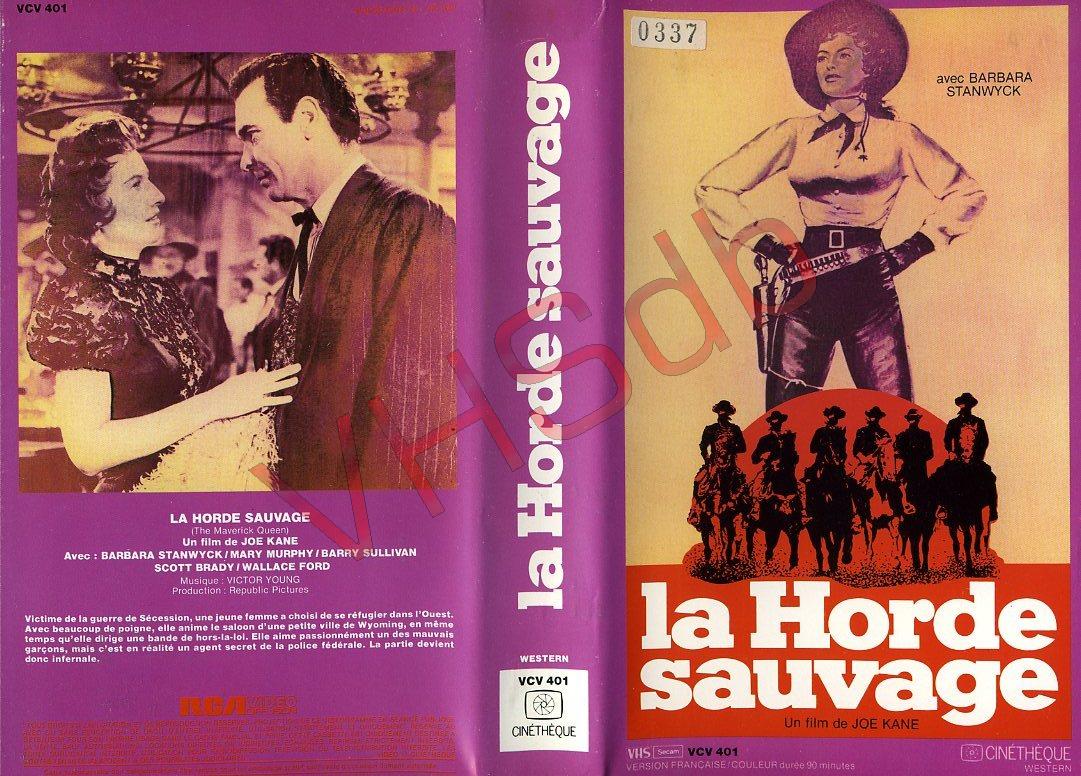 VCV 401
LA HORDE SAUVAGE
(The Maverick Queen)
Un film de JOE KANE
Avec : BARBARA STANWYCK / MARY MURPHY / BARRY SULLIVAN
SCOTT BRADY / WALLACE FORD
Musique : VICTOR YOUNG
Production : Republic Pictures
Victime de la guerre de Sécession, une jeune femme a choisi de se réfugier dans l'Ouest.
Avec beaucoup de poigne, elle anime le saloon d'une petite ville de Wyoming, en même
temps qu'elle dirige une bande de hors-la-loi. Elle aime passionnément un des mauvais
garçons, mais c'est en réalité un agent secret de la police fédérale. La partie devient
donc infernale.
RCA VIDEO
la Horde sauvage
WESTERN
VCV 401
CINÉTHÈQUE
0337
avec BARBARA
STANWYCK
la Horde
sauvage
Un film de JOE KANE
VHS Secam VCV 401
VERSION FRANÇAISE / COULEUR durée 90 minutes
CINÉTHÈQUE
WESTERN
VHSdb